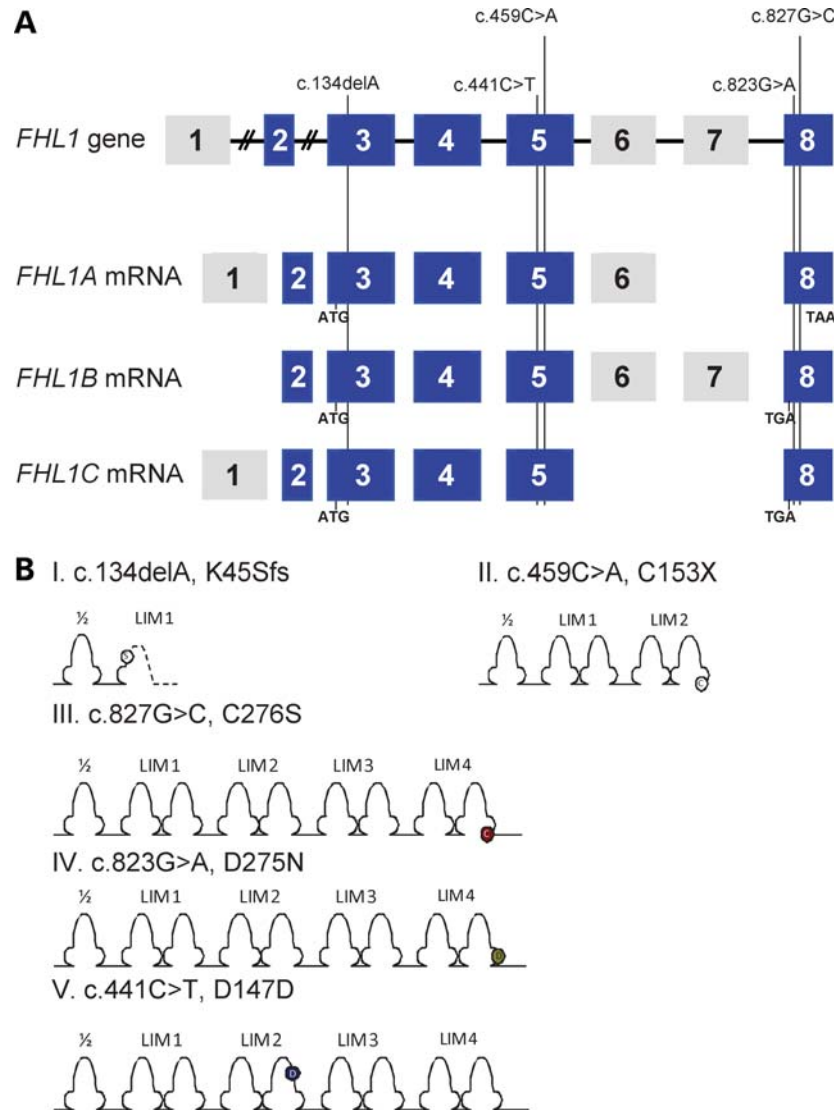 A
c.459C>A c.827G>C
c.134delA c.441C>T c.823G>A
FHL1 gene 1 2 3 4 5 6 7 8
FHL1A mRNA 1 2 3 4 5 6 8
ATG TAA
FHL1B mRNA 2 3 4 5 6 7 8
ATG TGA
FHL1C mRNA 1 2 3 4 5 8
ATG TGA
B I. c.134delA, K45Sfs II. c.459C>A, C153X
½ LIM1 ½ LIM1 LIM2
S C
III. c.827G>C, C276S
½ LIM1 LIM2 LIM3 LIM4
C
IV. c.823G>A, D275N
½ LIM1 LIM2 LIM3 LIM4
D
V. c.441C>T, D147D
½ LIM1 LIM2 LIM3 LIM4
D